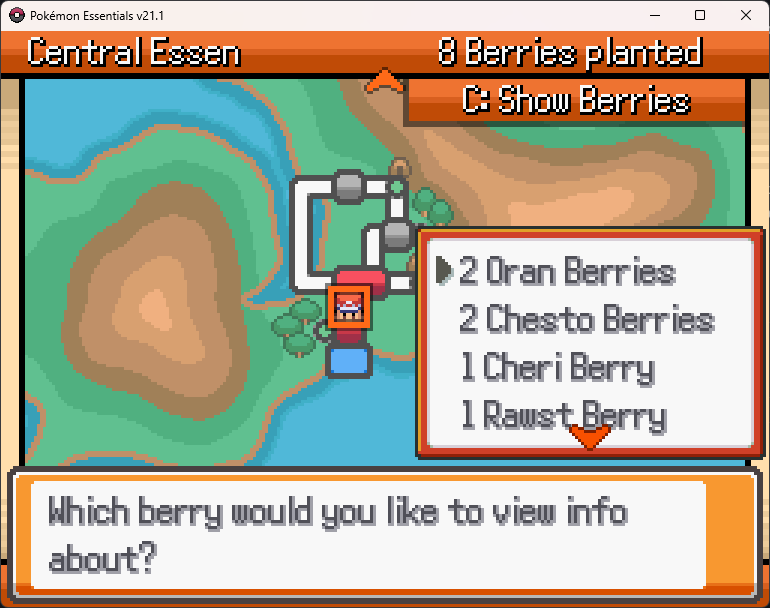 Pokémon Essentials v21.1
Central Essen
8 Berries planted
C: Show Berries
2 Oran Berries
2 Chesto Berries
1 Cheri Berry
1 Rawst Berry
Which berry would you like to view info
about?